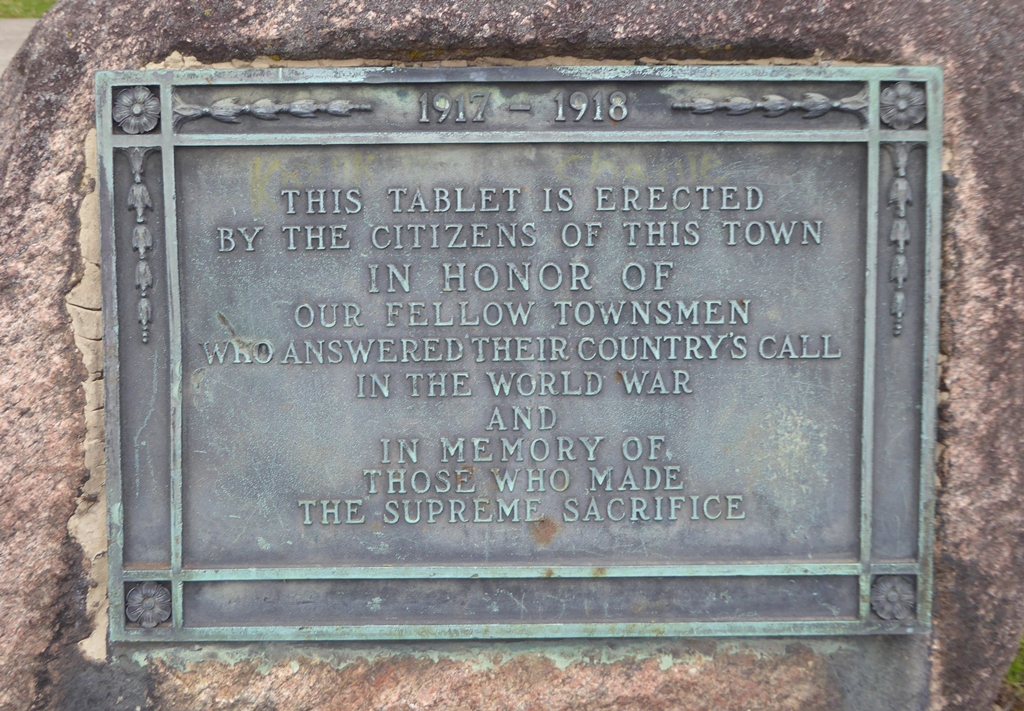 1917 – 1918
THIS TABLET IS ERECTED
BY THE CITIZENS OF THIS TOWN
IN HONOR OF
OUR FELLOW TOWNSMEN
WHO ANSWERED THEIR COUNTRY'S CALL
IN THE WORLD WAR
AND
IN MEMORY OF
THOSE WHO MADE
THE SUPREME SACRIFICE